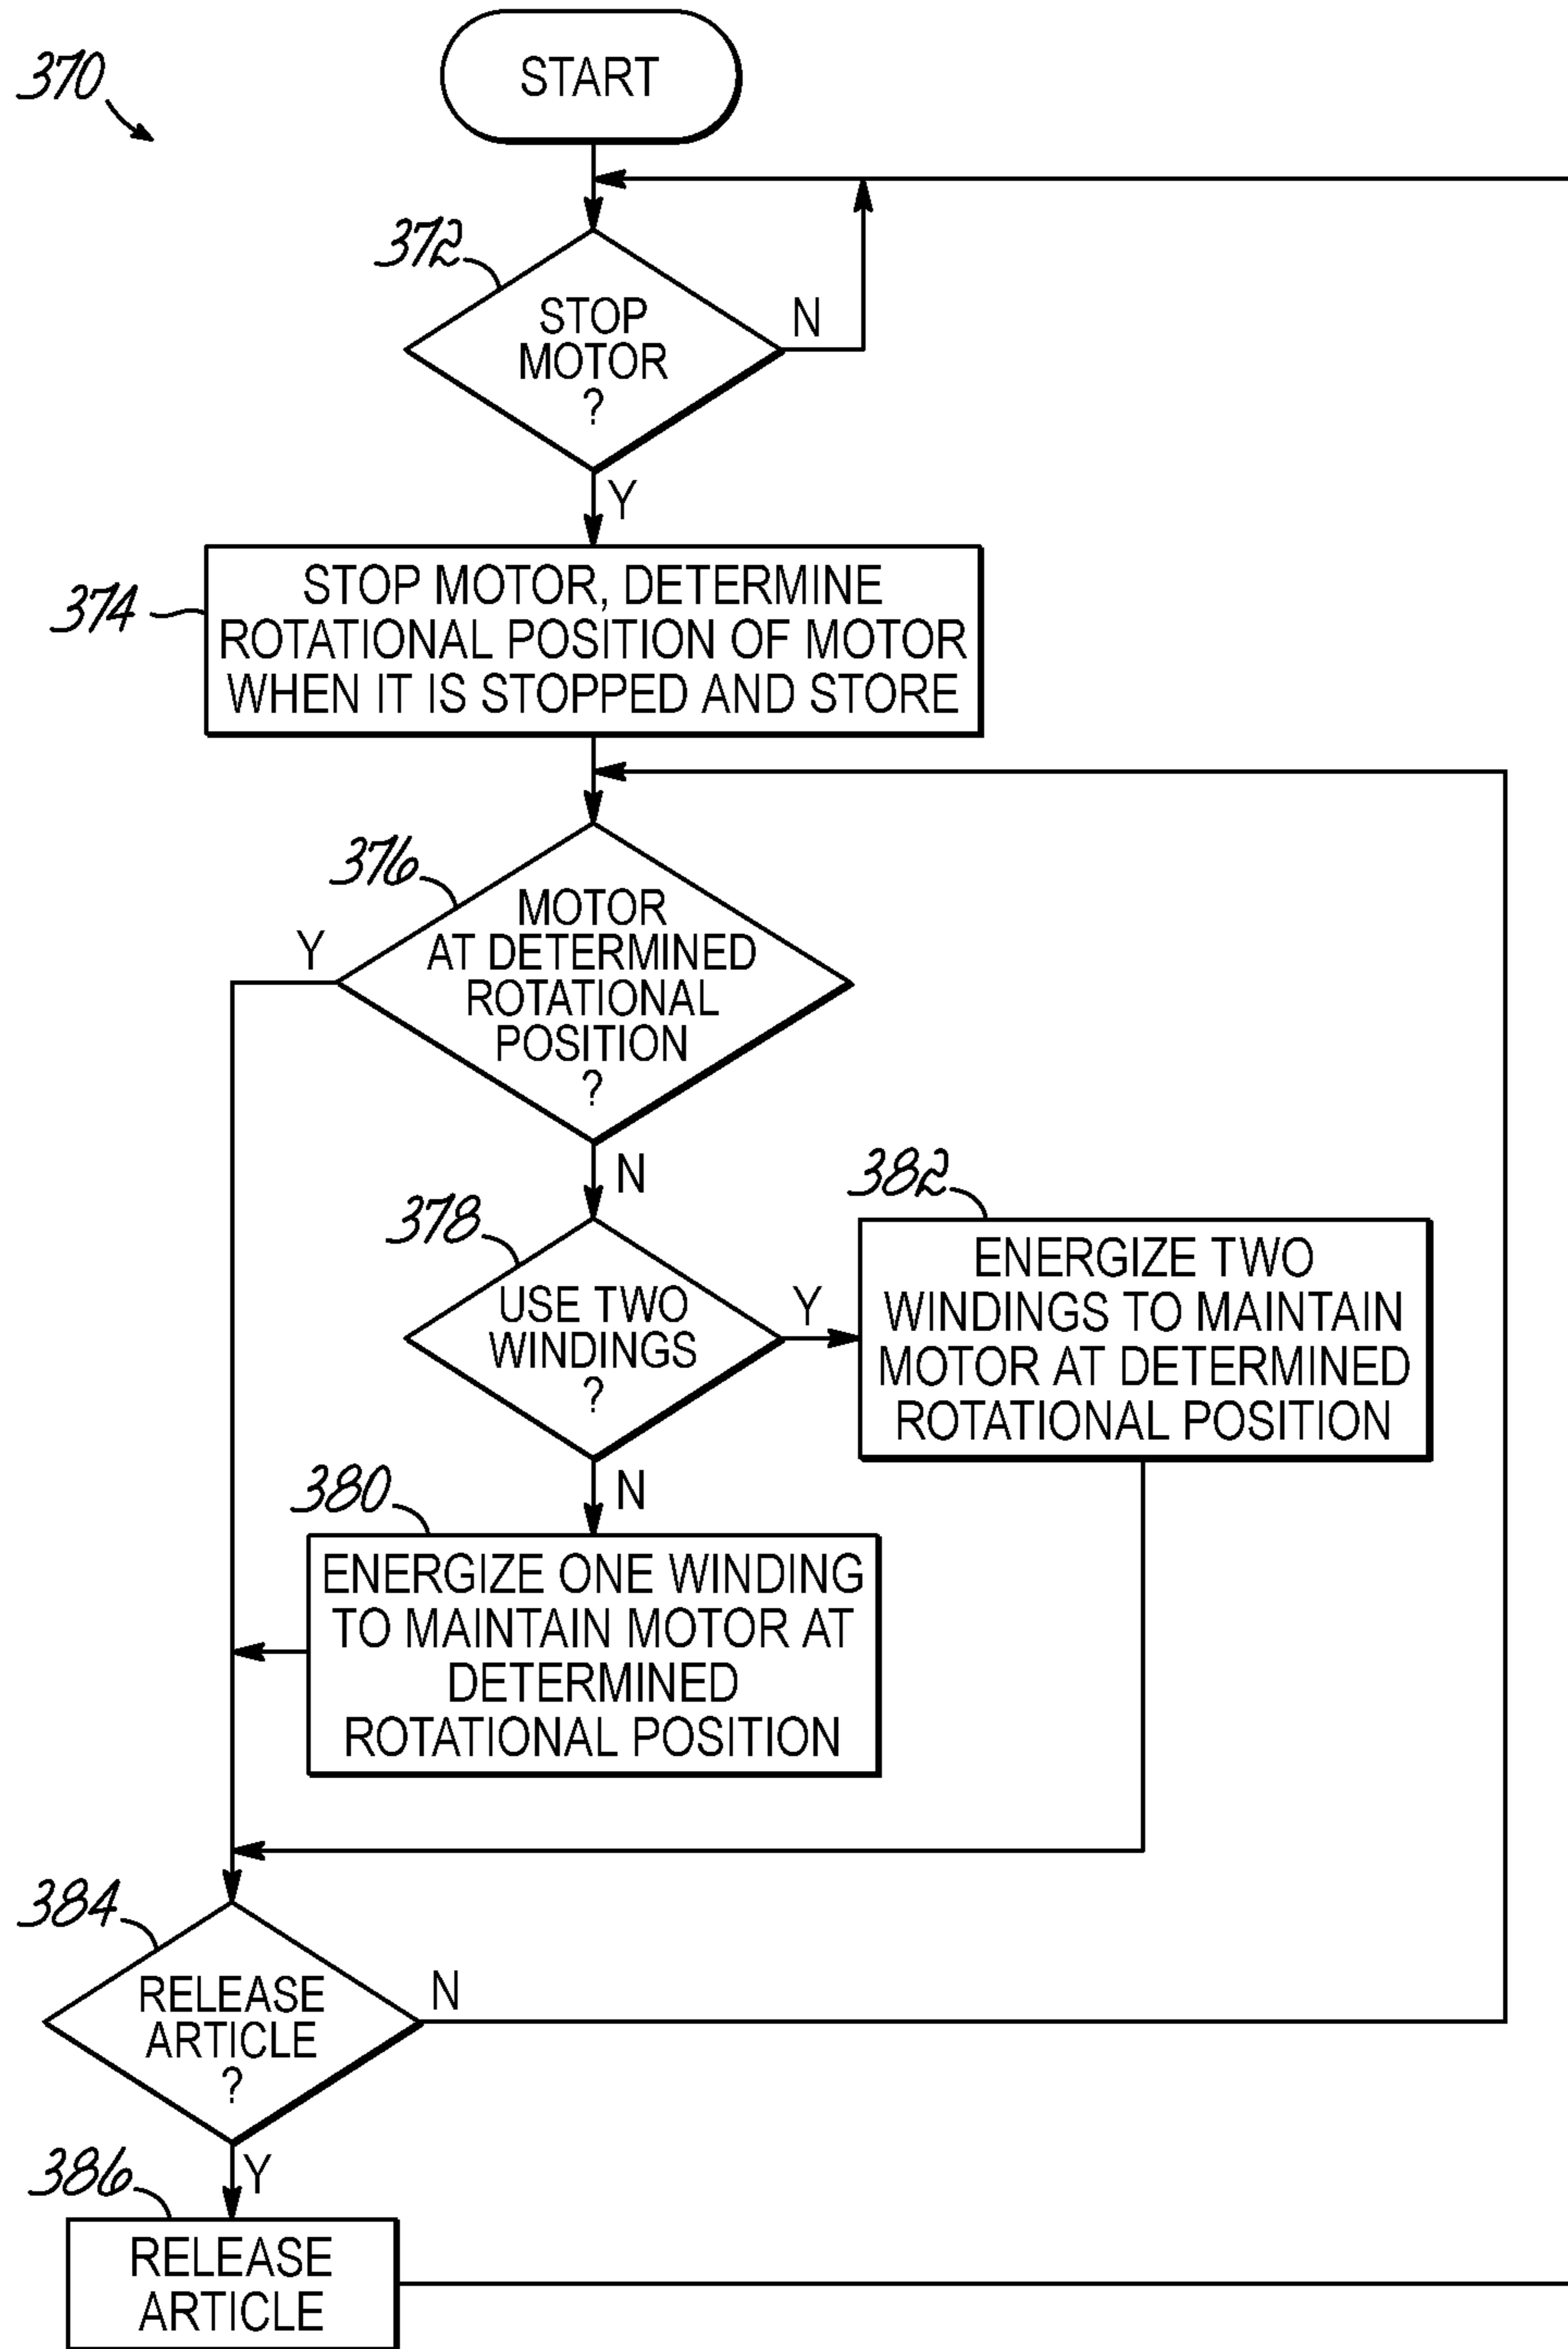 370
START
372
STOP
MOTOR
?
N
Y
374
STOP MOTOR, DETERMINE
ROTATIONAL POSITION OF MOTOR
WHEN IT IS STOPPED AND STORE
376
MOTOR
AT DETERMINED
ROTATIONAL
POSITION
?
Y
N
378
USE TWO
WINDINGS
?
Y
N
382
ENERGIZE TWO
WINDINGS TO MAINTAIN
MOTOR AT DETERMINED
ROTATIONAL POSITION
380
ENERGIZE ONE WINDING
TO MAINTAIN MOTOR AT
DETERMINED
ROTATIONAL POSITION
384
RELEASE
ARTICLE
?
N
Y
386
RELEASE
ARTICLE